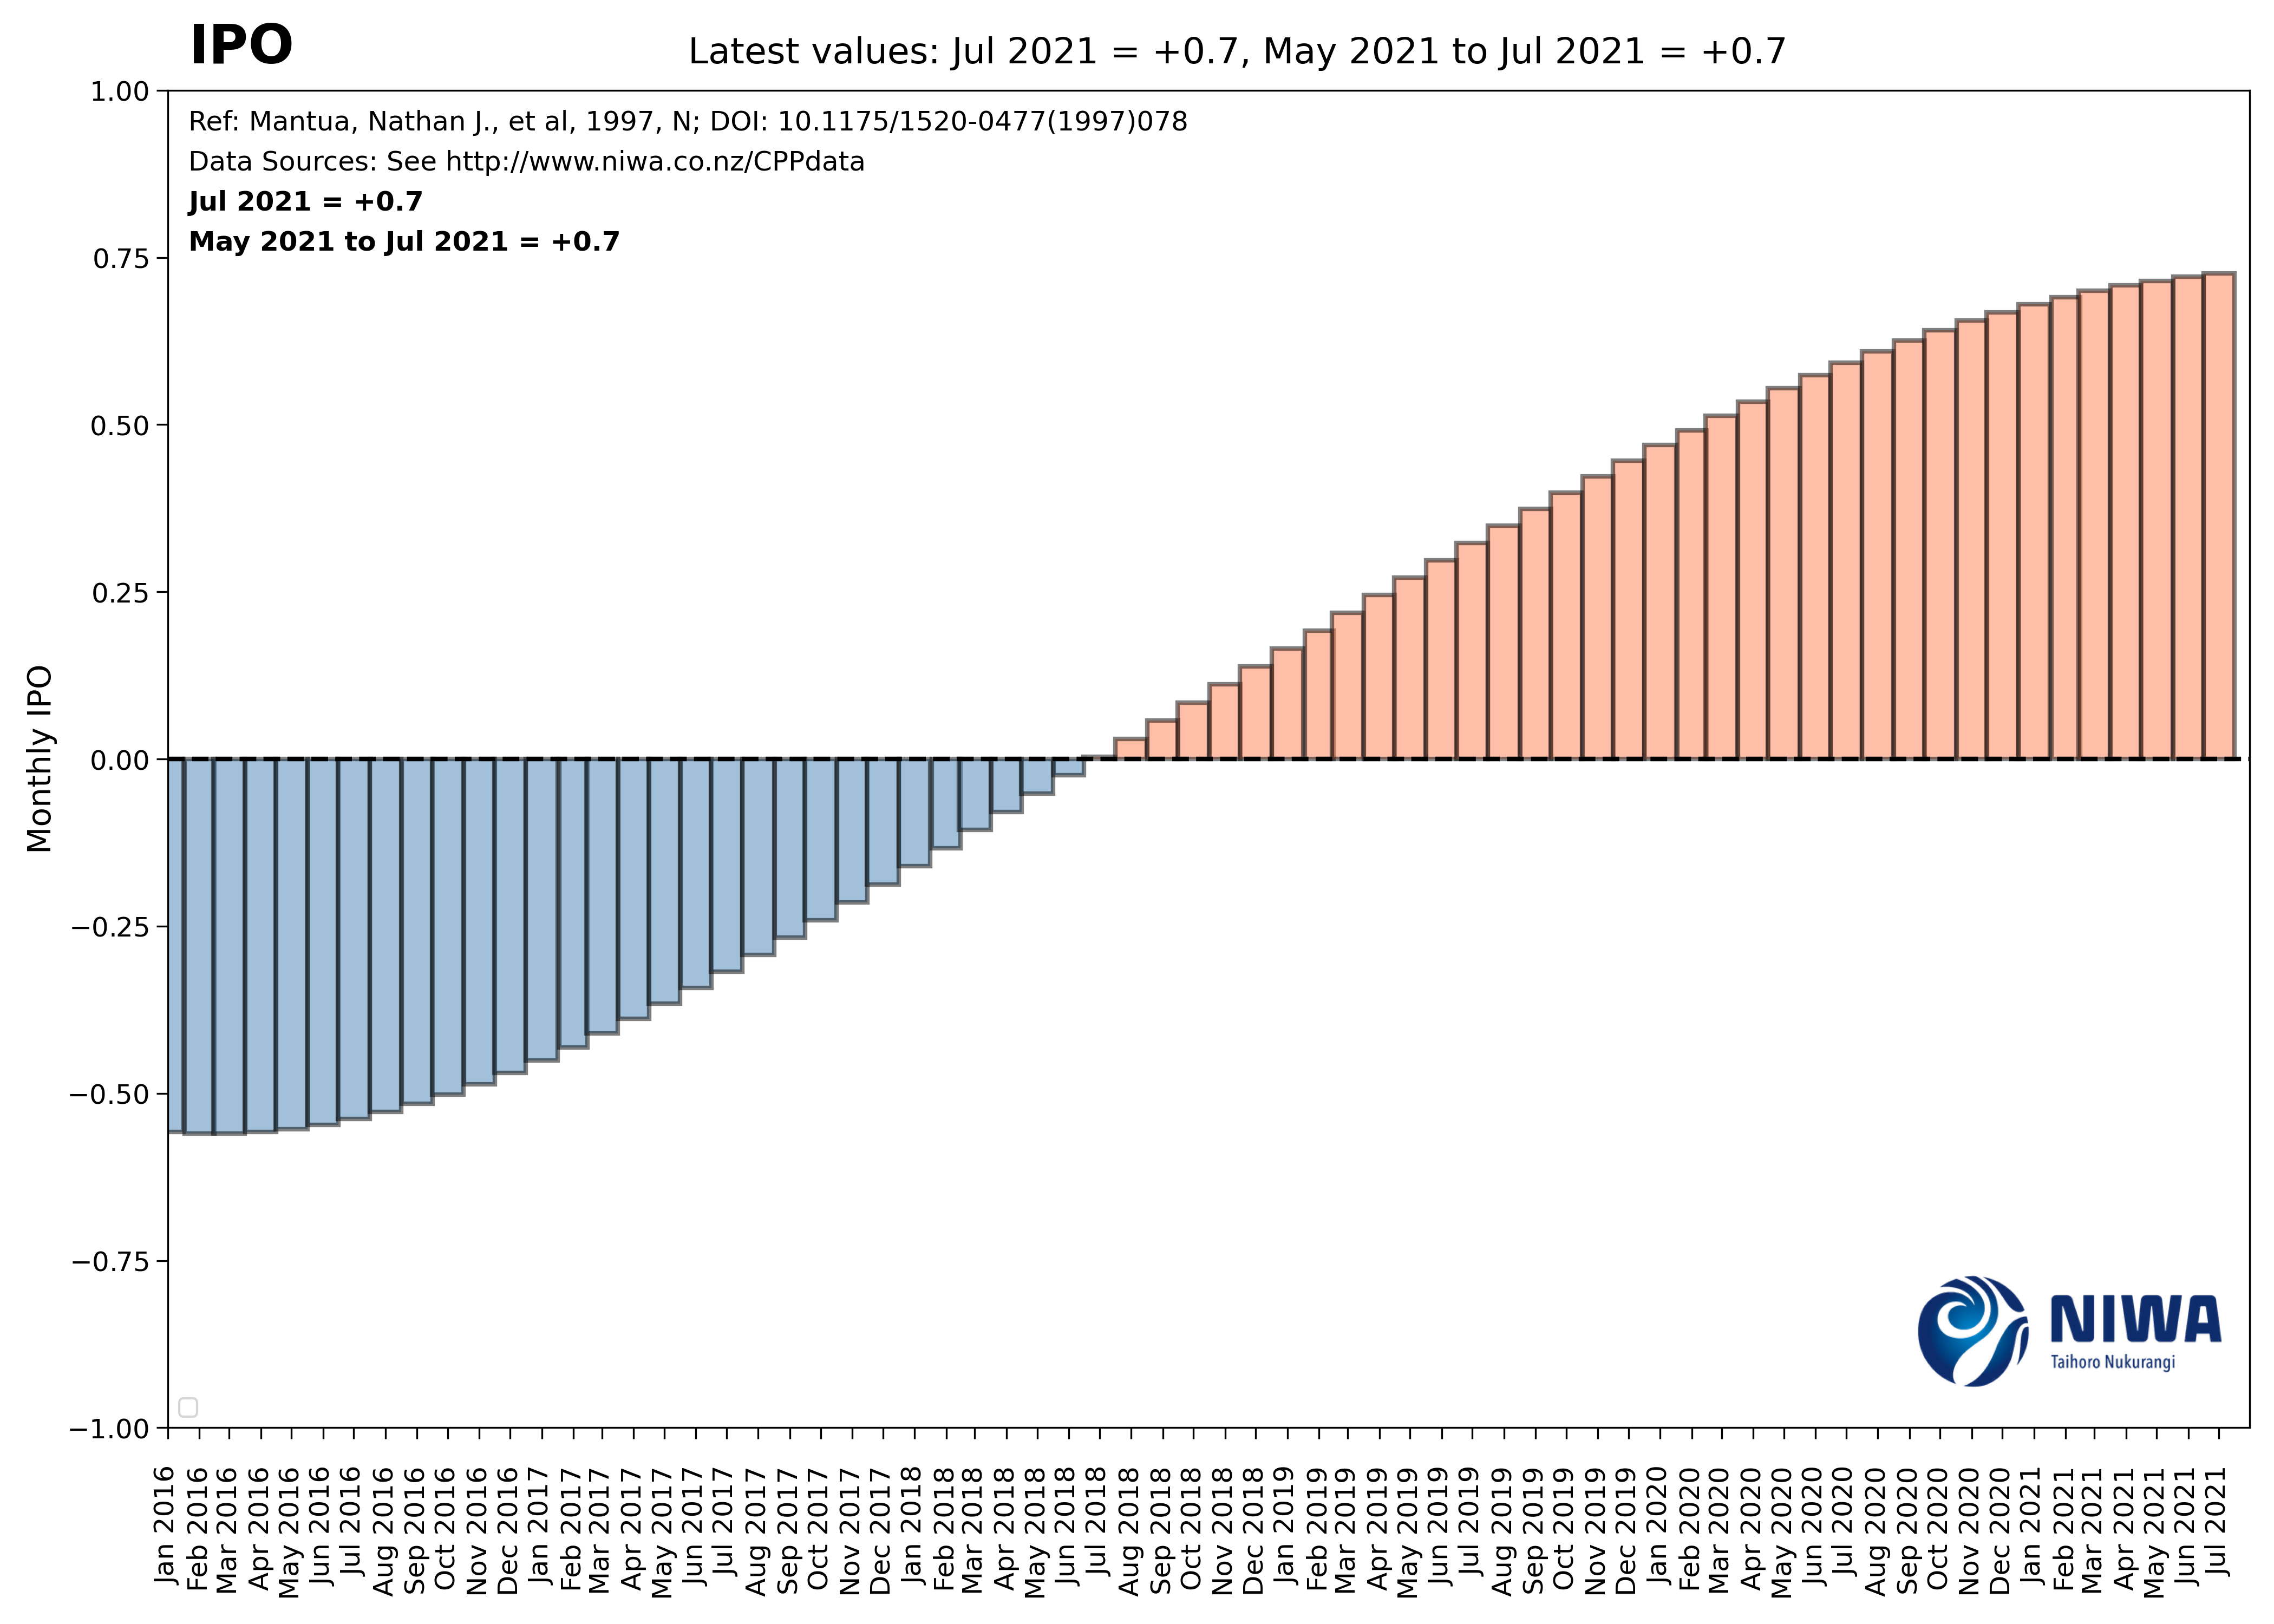 IPO
Latest values: Jul 2021 = +0.7, May 2021 to Jul 2021 = +0.7
Ref: Mantua, Nathan J., et al, 1997, N; DOI: 10.1175/1520-0477(1997)078
Data Sources: See http://www.niwa.co.nz/CPPdata
Jul 2021 = +0.7
May 2021 to Jul 2021 = +0.7
Monthly IPO
1.00
0.75
0.50
0.25
0.00
−0.25
−0.50
−0.75
−1.00
NIWA
Taihoro Nukurangi
Jan 2016
Feb 2016
Mar 2016
Apr 2016
May 2016
Jun 2016
Jul 2016
Aug 2016
Sep 2016
Oct 2016
Nov 2016
Dec 2016
Jan 2017
Feb 2017
Mar 2017
Apr 2017
May 2017
Jun 2017
Jul 2017
Aug 2017
Sep 2017
Oct 2017
Nov 2017
Dec 2017
Jan 2018
Feb 2018
Mar 2018
Apr 2018
May 2018
Jun 2018
Jul 2018
Aug 2018
Sep 2018
Oct 2018
Nov 2018
Dec 2018
Jan 2019
Feb 2019
Mar 2019
Apr 2019
May 2019
Jun 2019
Jul 2019
Aug 2019
Sep 2019
Oct 2019
Nov 2019
Dec 2019
Jan 2020
Feb 2020
Mar 2020
Apr 2020
May 2020
Jun 2020
Jul 2020
Aug 2020
Sep 2020
Oct 2020
Nov 2020
Dec 2020
Jan 2021
Feb 2021
Mar 2021
Apr 2021
May 2021
Jun 2021
Jul 2021